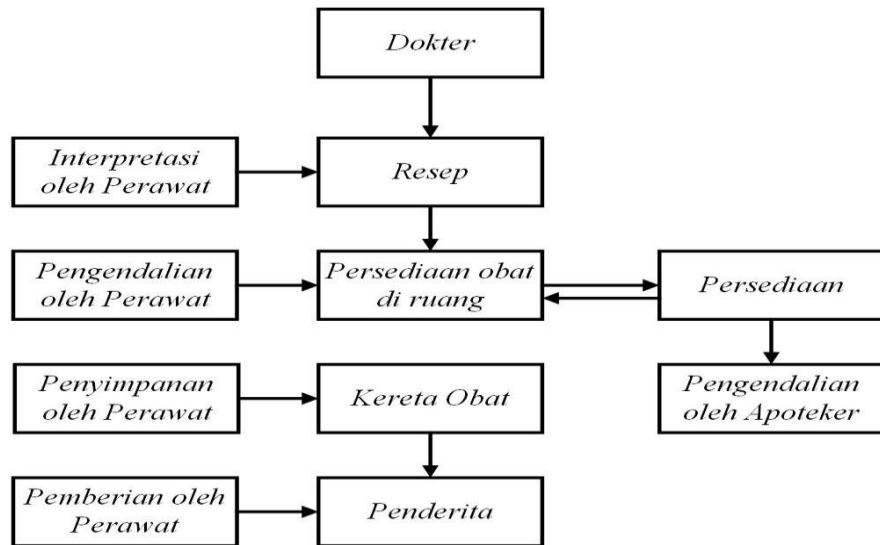 Dokter
Interpretasi
oleh Perawat
Resep
Pengendalian
oleh Perawat
Persediaan obat
di ruang
Persediaan
Penyimpanan
oleh Perawat
Kereta Obat
Pengendalian
oleh Apoteker
Pemberian oleh
Perawat
Penderita